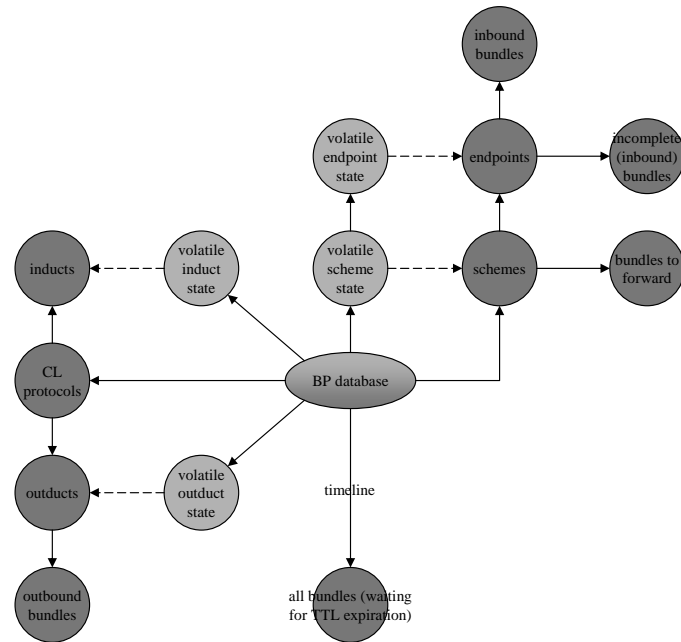 inbound
bundles
volatile
endpoint
state
endpoints
incomplete
(inbound)
bundles
inducts
volatile
induct
state
volatile
scheme
state
schemes
bundles to
forward
CL
protocols
BP database
outducts
volatile
outduct
state
timeline
outbound
bundles
all bundles (waiting
for TTL expiration)